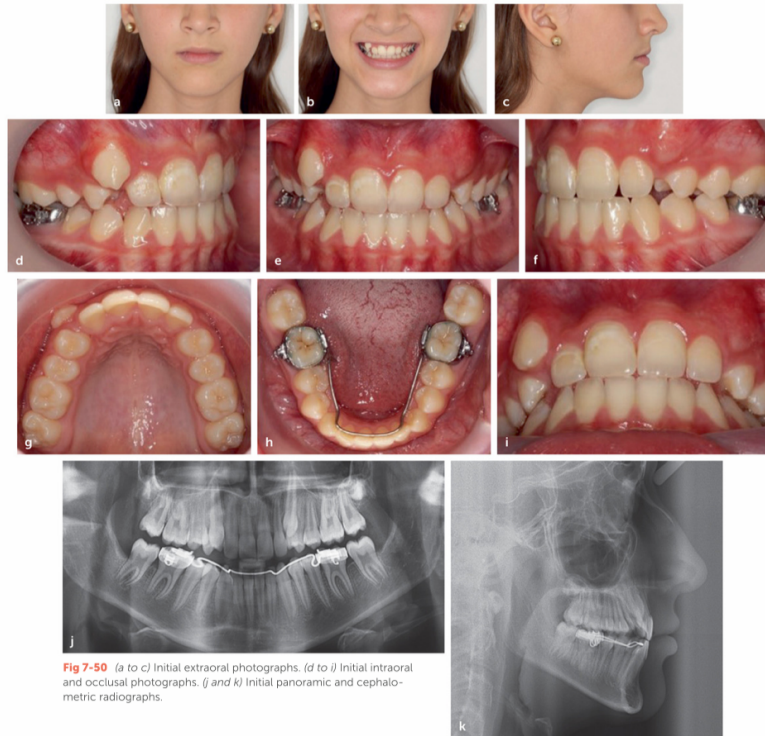 a
b
c
d
e
f
g
h
i
j
k
Fig 7-50 (a to c) Initial extraoral photographs. (d to i) Initial intraoral
and occlusal photographs. (j and k) Initial panoramic and cephalo-
metric radiographs.